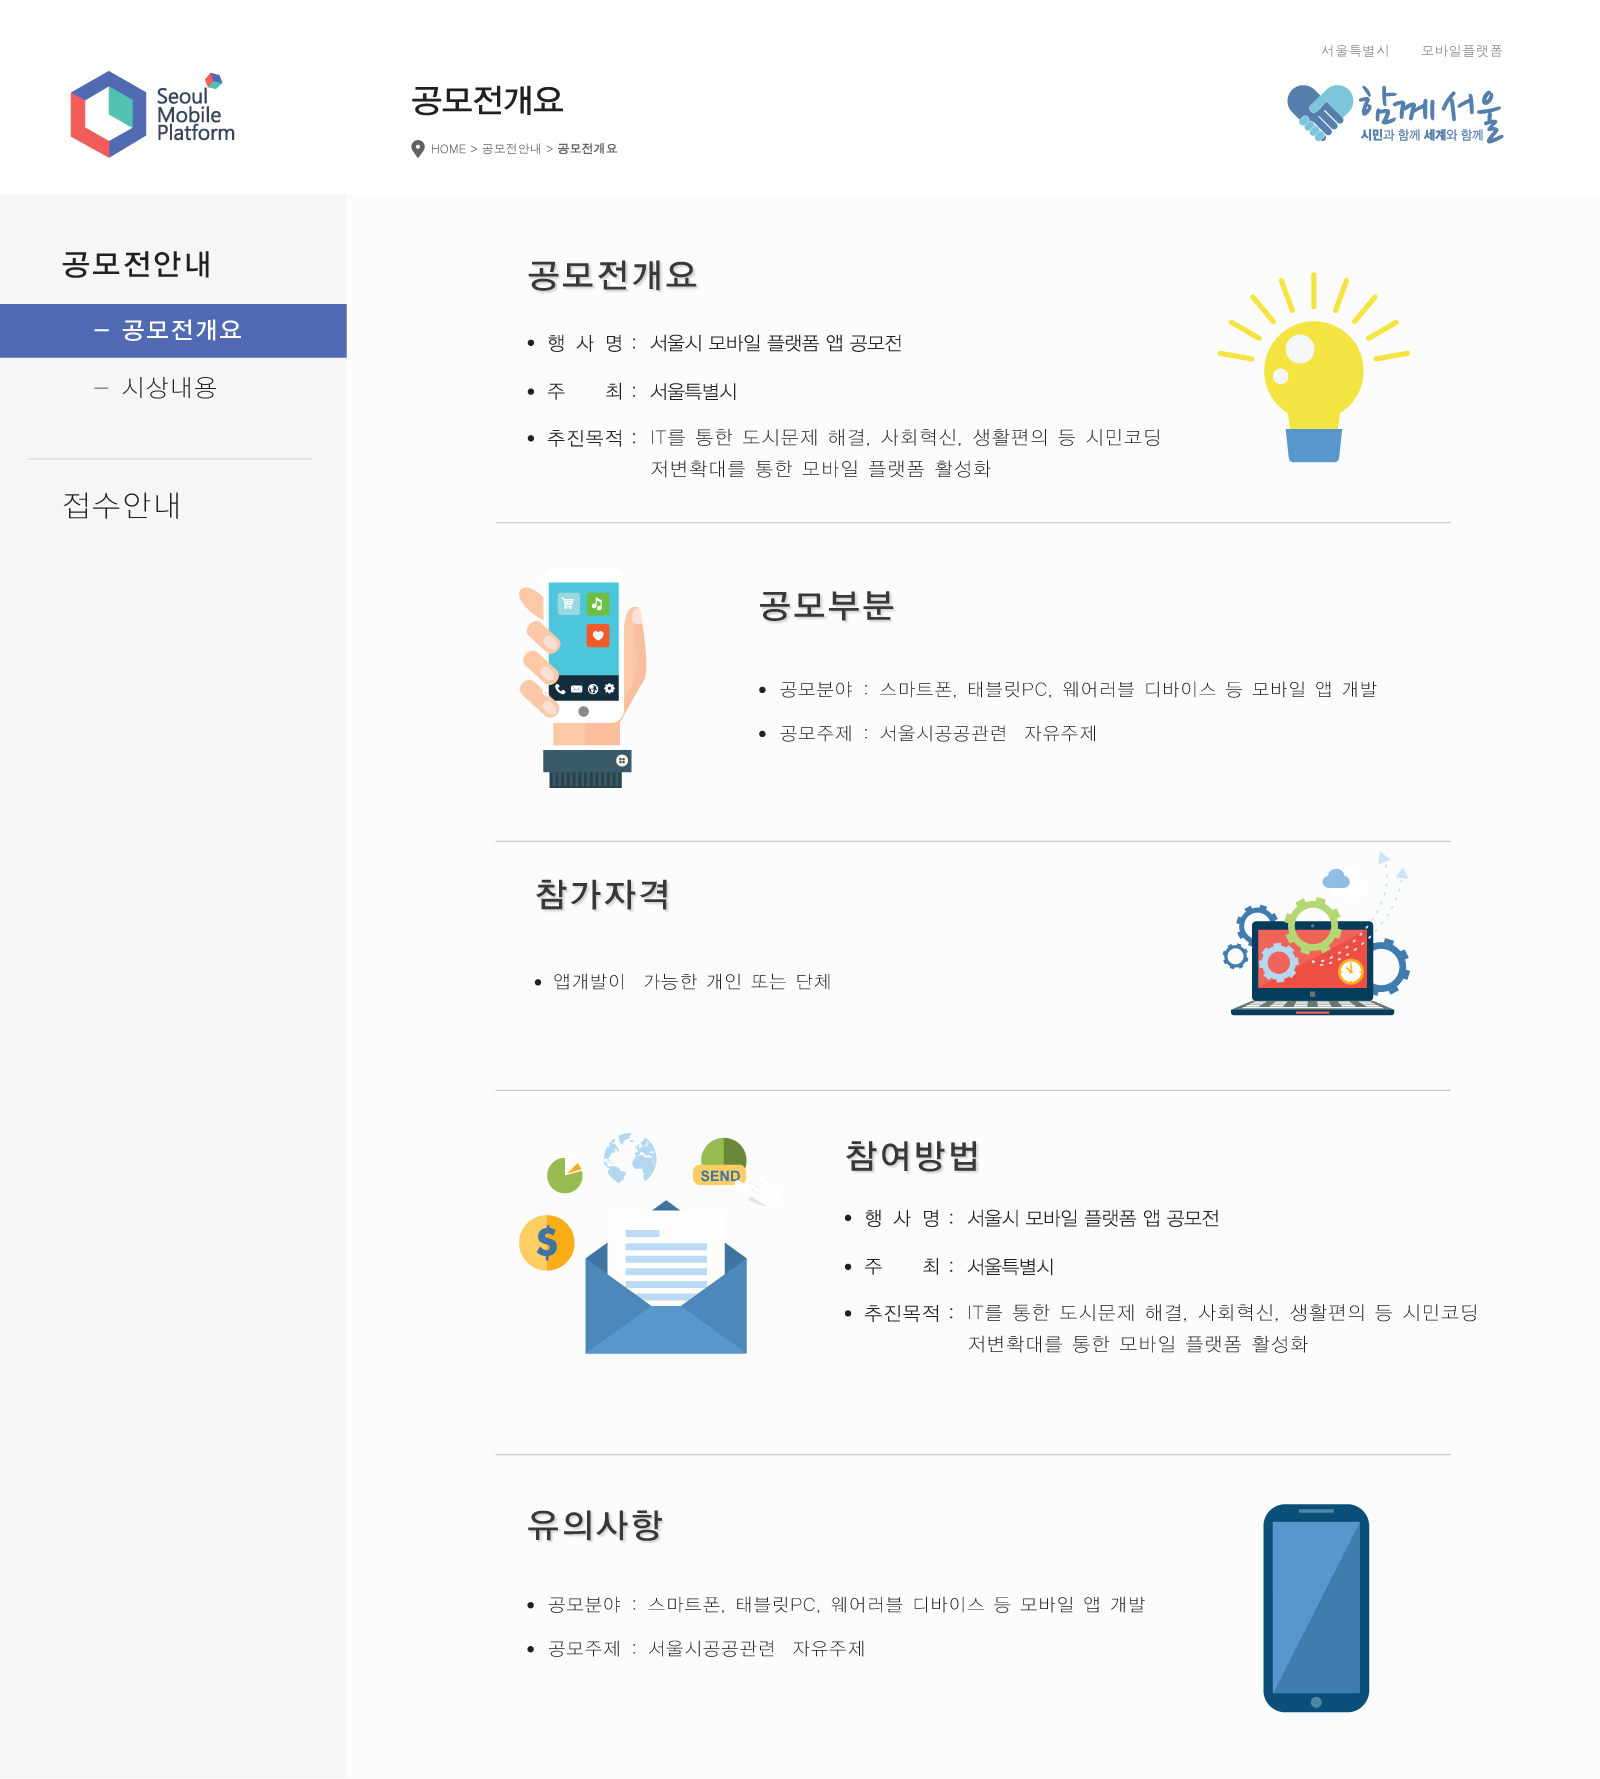 서울특별시 모바일플랫폼
Seoul
Mobile
Platform
공모전개요
HOME > 공모전안내 > 공모전개요
함께 서울
시민과 함께 세계와 함께
공모전안내
- 공모전개요
- 시상내용
접수안내
공모전개요
• 행 사 명 : 서울시 모바일 플랫폼 앱 공모전
• 주 최 : 서울특별시
• 추진목적 : IT를 통한 도시문제 해결, 사회혁신, 생활편의 등 시민코딩
저변확대를 통한 모바일 플랫폼 활성화
공모부분
• 공모분야 : 스마트폰, 태블릿PC, 웨어러블 디바이스 등 모바일 앱 개발
• 공모주제 : 서울시공공관련 자유주제
참가자격
• 앱개발이 가능한 개인 또는 단체
SEND
$
참여방법
• 행 사 명 : 서울시 모바일 플랫폼 앱 공모전
• 주 최 : 서울특별시
• 추진목적 : IT를 통한 도시문제 해결, 사회혁신, 생활편의 등 시민코딩
저변확대를 통한 모바일 플랫폼 활성화
유의사항
• 공모분야 : 스마트폰, 태블릿PC, 웨어러블 디바이스 등 모바일 앱 개발
• 공모주제 : 서울시공공관련 자유주제